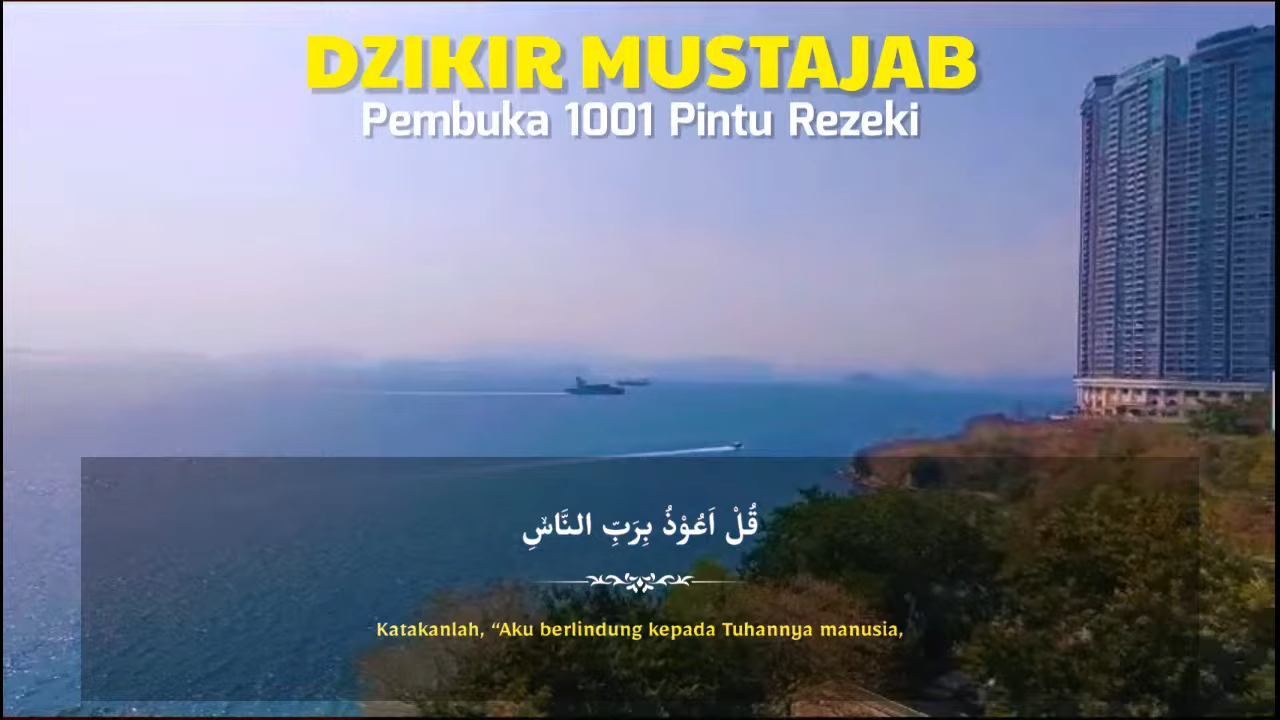 DZIKIR MUSTAJAB
Pembuka 1001 Pintu Rezeki
قُلْ اَعُوْذُ بِرَبِّ النَّاسِۙ
Katakanlah, “Aku berlindung kepada Tuhannya manusia,